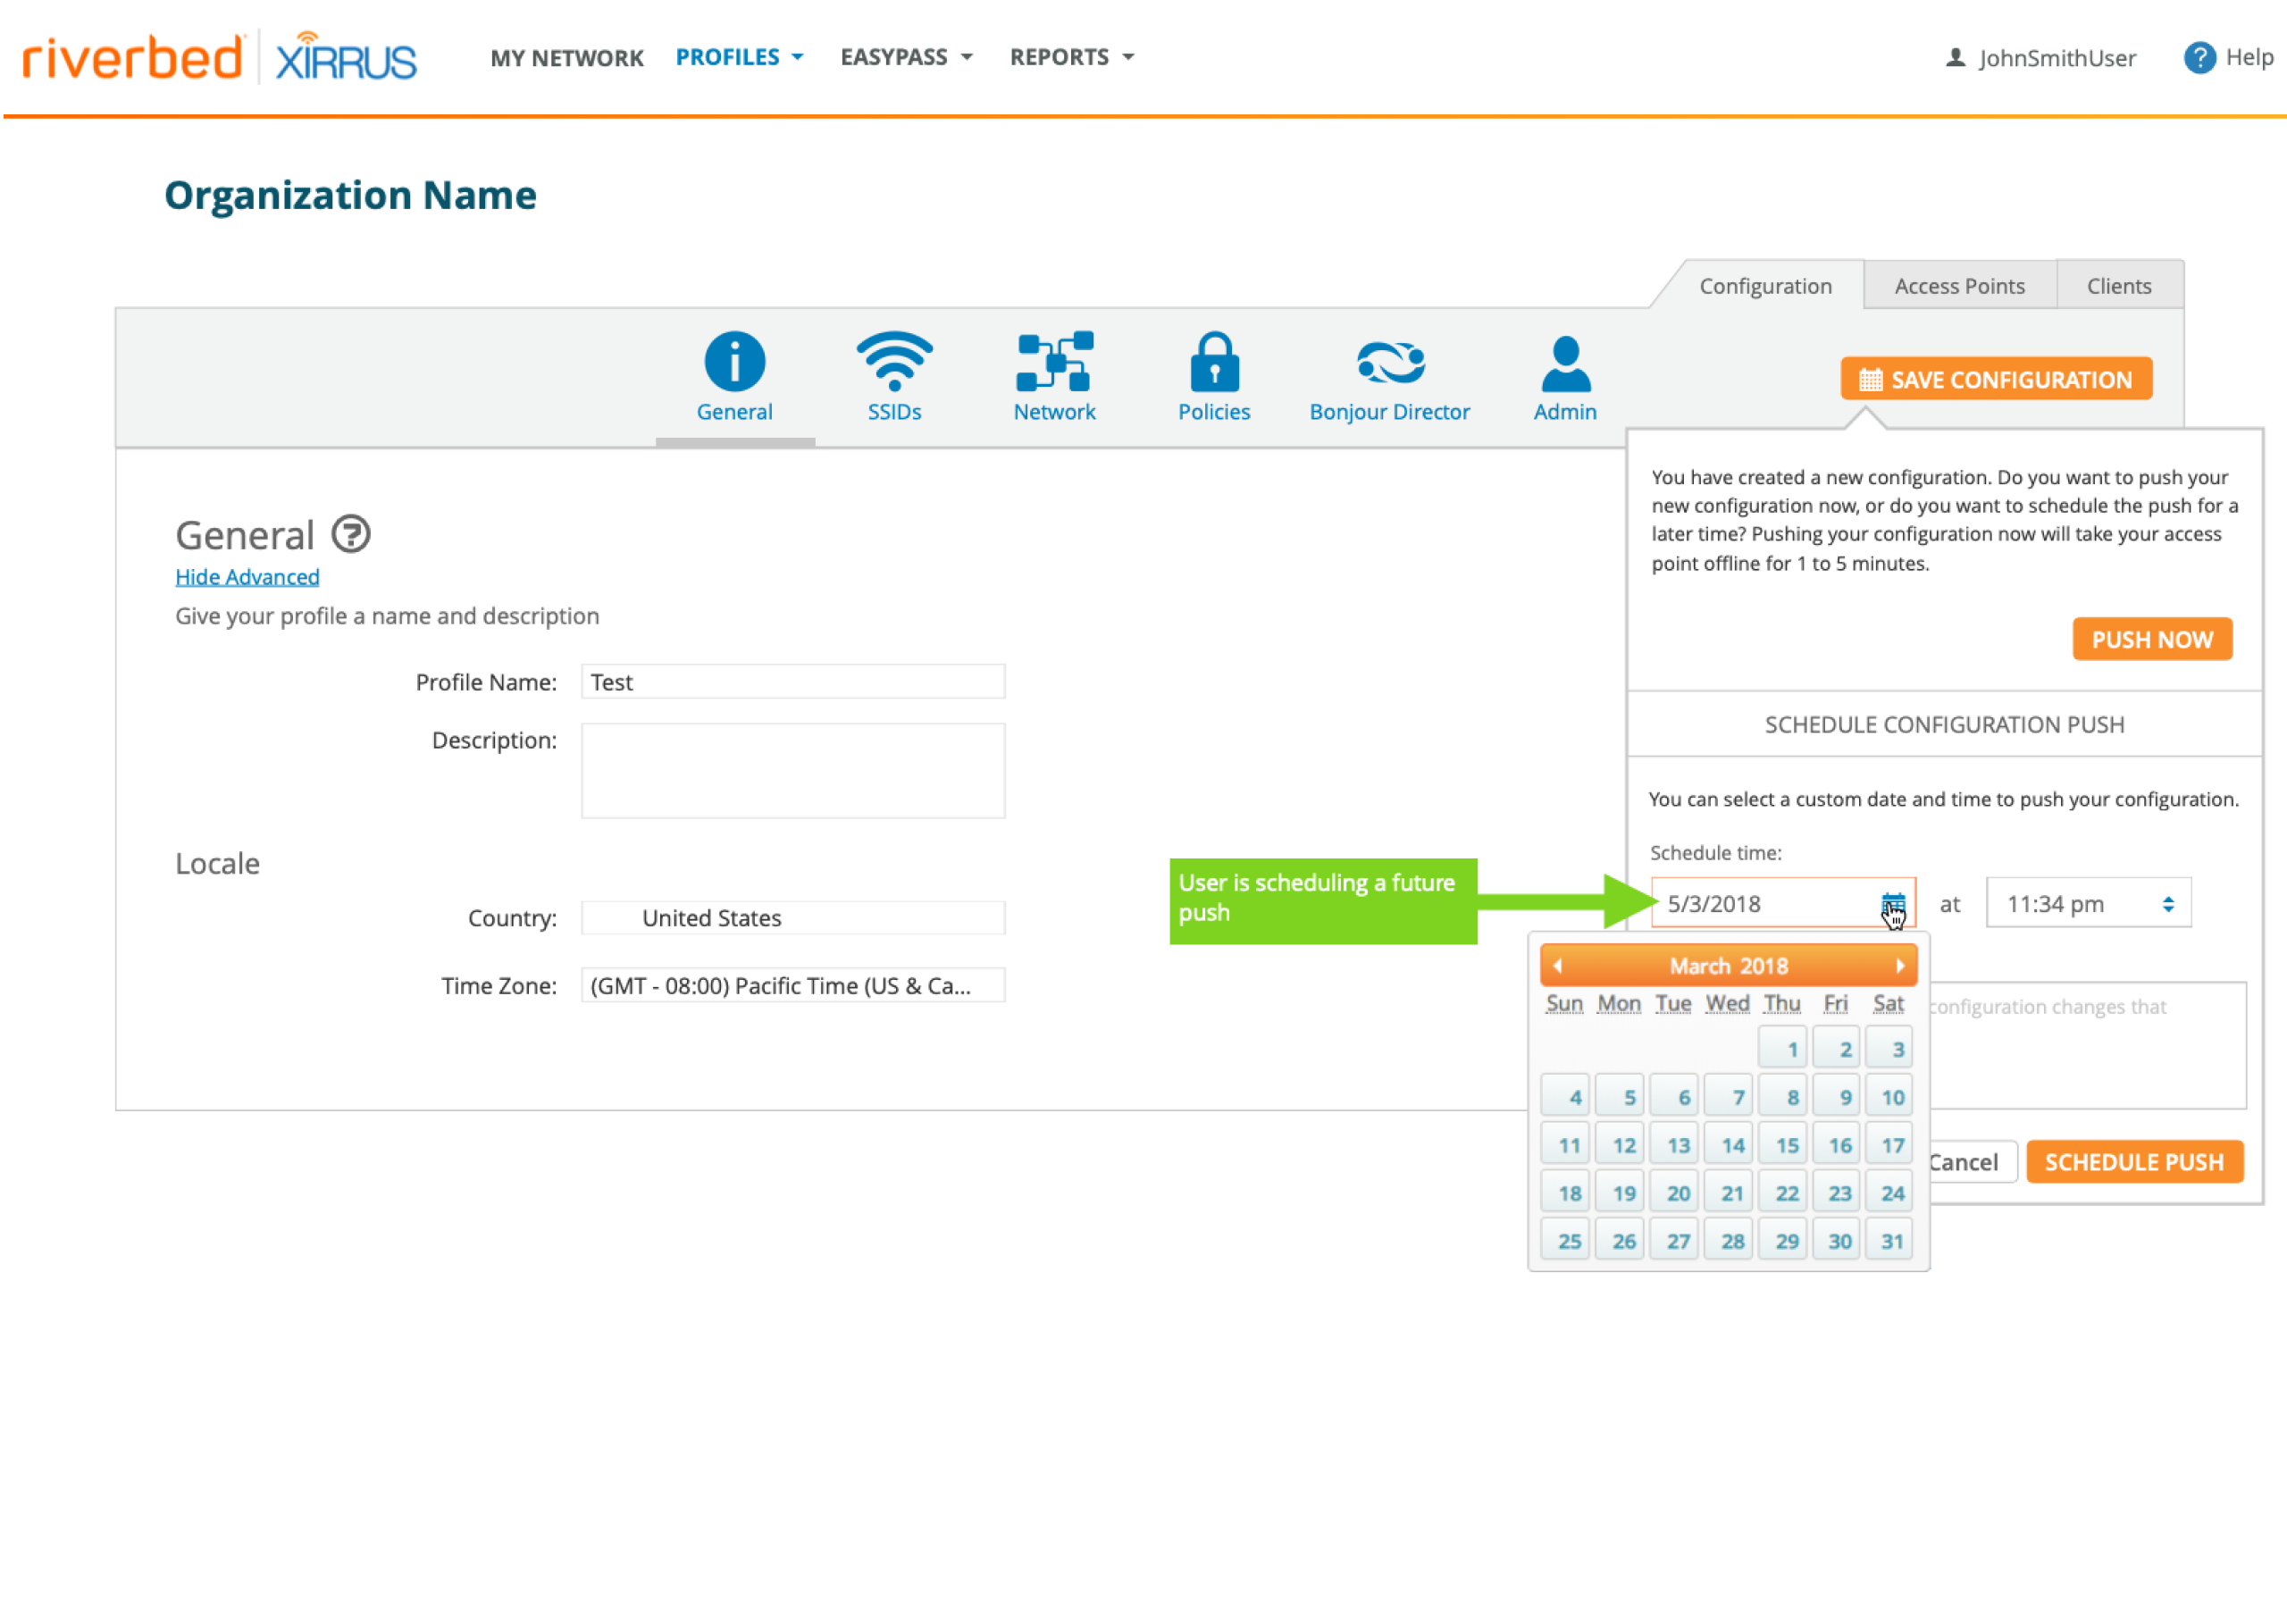 riverbed XIRRUS MY NETWORK PROFILES EASYPASS REPORTS JohnSmithUser ? Help
Organization Name
Configuration Access Points Clients
General SSIDs Network Policies Bonjour Director Admin
SAVE CONFIGURATION
You have created a new configuration. Do you want to push your
new configuration now, or do you want to schedule the push for a
later time? Pushing your configuration now will take your access
point offline for 1 to 5 minutes.
PUSH NOW
General ?
Hide Advanced
Give your profile a name and description
Profile Name: Test
Description:
Locale
Country: United States
Time Zone: (GMT - 08:00) Pacific Time (US & Ca...
SCHEDULE CONFIGURATION PUSH
You can select a custom date and time to push your configuration.
Schedule time:
User is scheduling a future
push
5/3/2018 at 11:34 pm
March 2018
Sun Mon Tue Wed Thu Fri Sat
1 2 3
4 5 6 7 8 9 10
11 12 13 14 15 16 17
18 19 20 21 22 23 24
25 26 27 28 29 30 31
configuration changes that
Cancel SCHEDULE PUSH